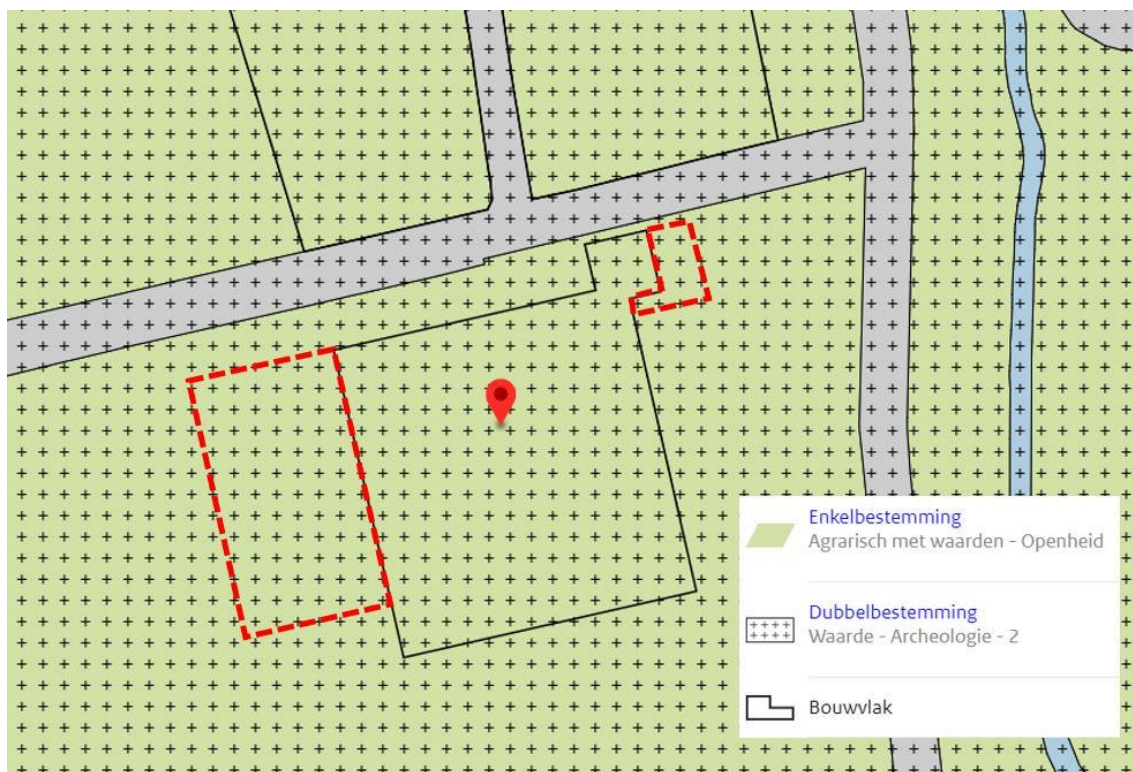 Enkelbestemming
Agrarisch met waarden - Openheid
Dubbelbestemming
Waarde - Archeologie - 2
Bouwvlak